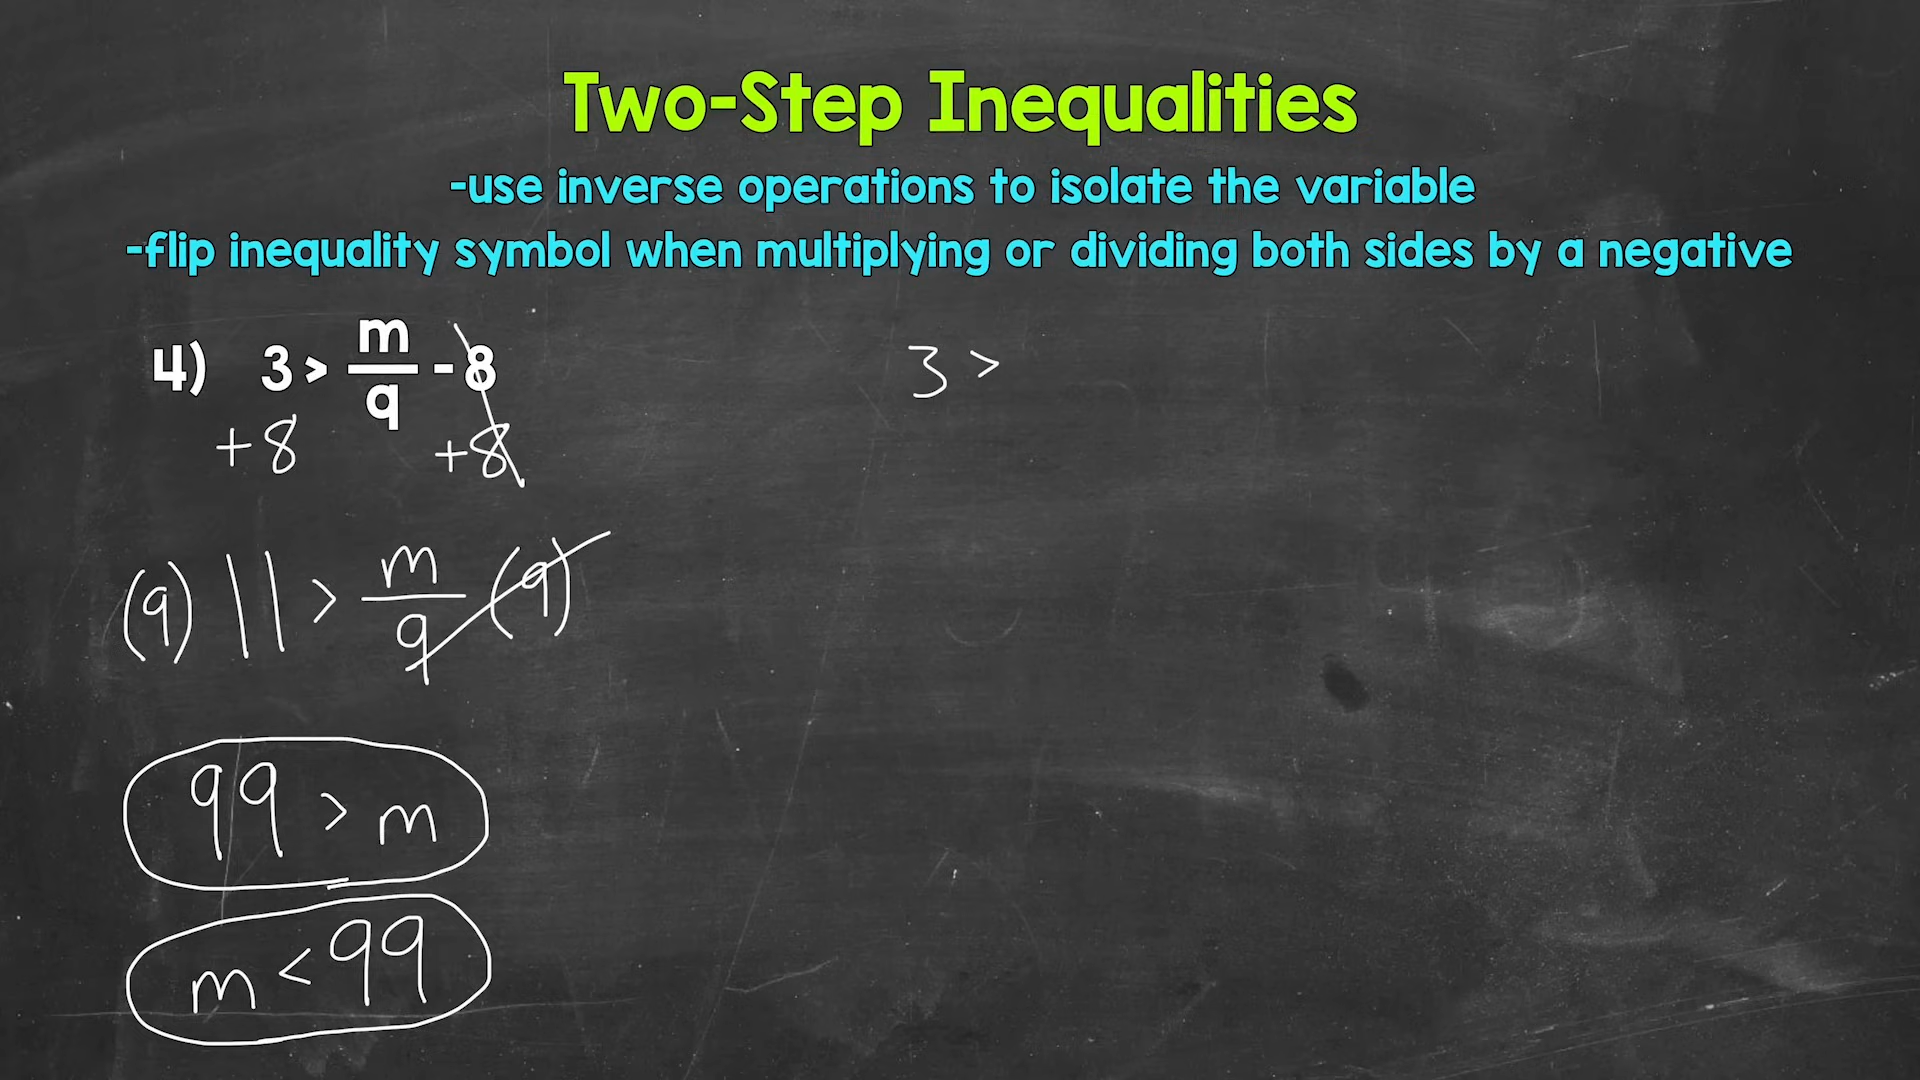 Two-Step Inequalities
-use inverse operations to isolate the variable
-flip inequality symbol when multiplying or dividing both sides by a negative
4) 3 > m/9 - 8
+8 +8
(9) 11 > m/9 (9)
99 > m
m < 99
3 >